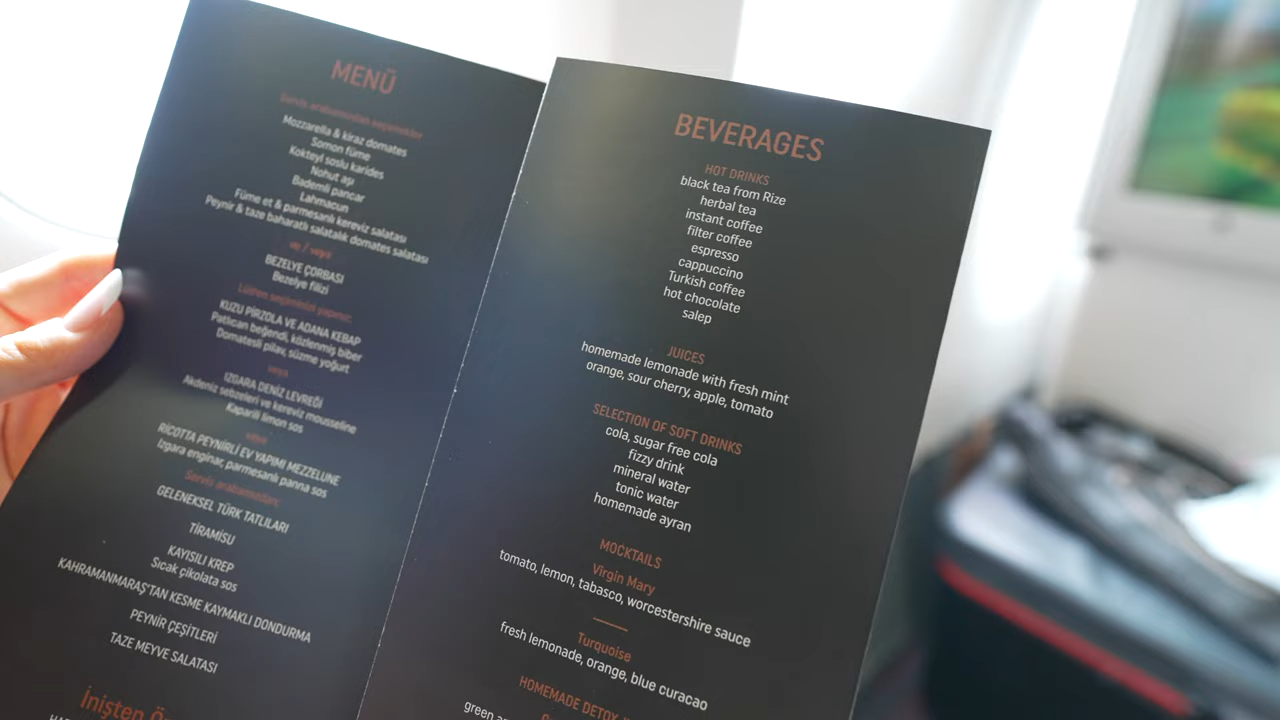 MENÜ
Servis arabamızdan seçenekler
Mozzarella & kiraz domates
Somon füme
Kokteyl soslu karides
Nohut aşı
Bademli pancar
Lahmacun
Füme et & parmesanlı kereviz salatası
Peynir & taze baharatlı salatalık domates salatası
ve / veya
BEZELYE ÇORBASI
Bezelye filizi
Lütfen seçiminizi yapınız;
KUZU PİRZOLA VE ADANA KEBAP
Patlıcan beğendi, közlenmiş biber
Domatesli pilav, süzme yoğurt
veya
IZGARA DENİZ LEVREĞİ
Akdeniz sebzeleri ve kereviz mousseline
Kaparili limon sos
veya
RICOTTA PEYNİRLİ EV YAPIMI MEZZELUNE
Izgara enginar, parmesanlı panna sos
Servis arabamızdan;
GELENEKSEL TÜRK TATLILARI
TİRAMİSU
KAYISILI KREP
Sıcak çikolata sos
KAHRAMANMARAŞ'TAN KESME KAYMAKLI DONDURMA
PEYNİR ÇEŞİTLERİ
TAZE MEYVE SALATASI
İnişten
BEVERAGES
HOT DRINKS
black tea from Rize
herbal tea
instant coffee
filter coffee
espresso
cappuccino
Turkish coffee
hot chocolate
salep
JUICES
homemade lemonade with fresh mint
orange, sour cherry, apple, tomato
SELECTION OF SOFT DRINKS
cola, sugar free cola
fizzy drink
mineral water
tonic water
homemade ayran
MOCKTAILS
Virgin Mary
tomato, lemon, tabasco, worcestershire sauce
Turquoise
fresh lemonade, orange, blue curacao
HOMEMADE DETOX
green